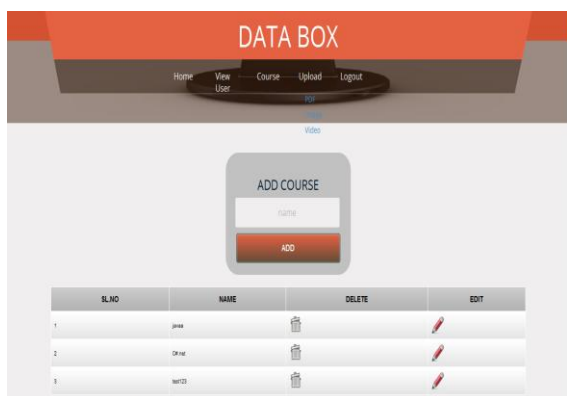 DATA BOX
Home View User Course Upload Logout
PDF
Video
ADD COURSE
name
ADD
SL.NO NAME DELETE EDIT
1
2
3 test123